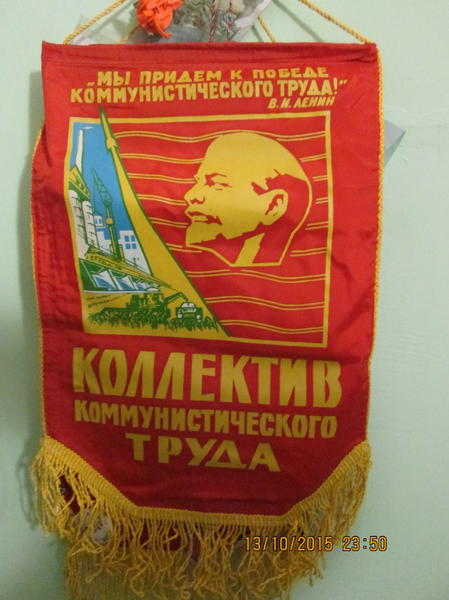 "МЫ ПРИДЕМ К ПОБЕДЕ
КОММУНИСТИЧЕСКОГО ТРУДА!"
В.И. ЛЕНИН
КОЛЛЕКТИВ
КОММУНИСТИЧЕСКОГО
ТРУДА
13/10/2015 23:50